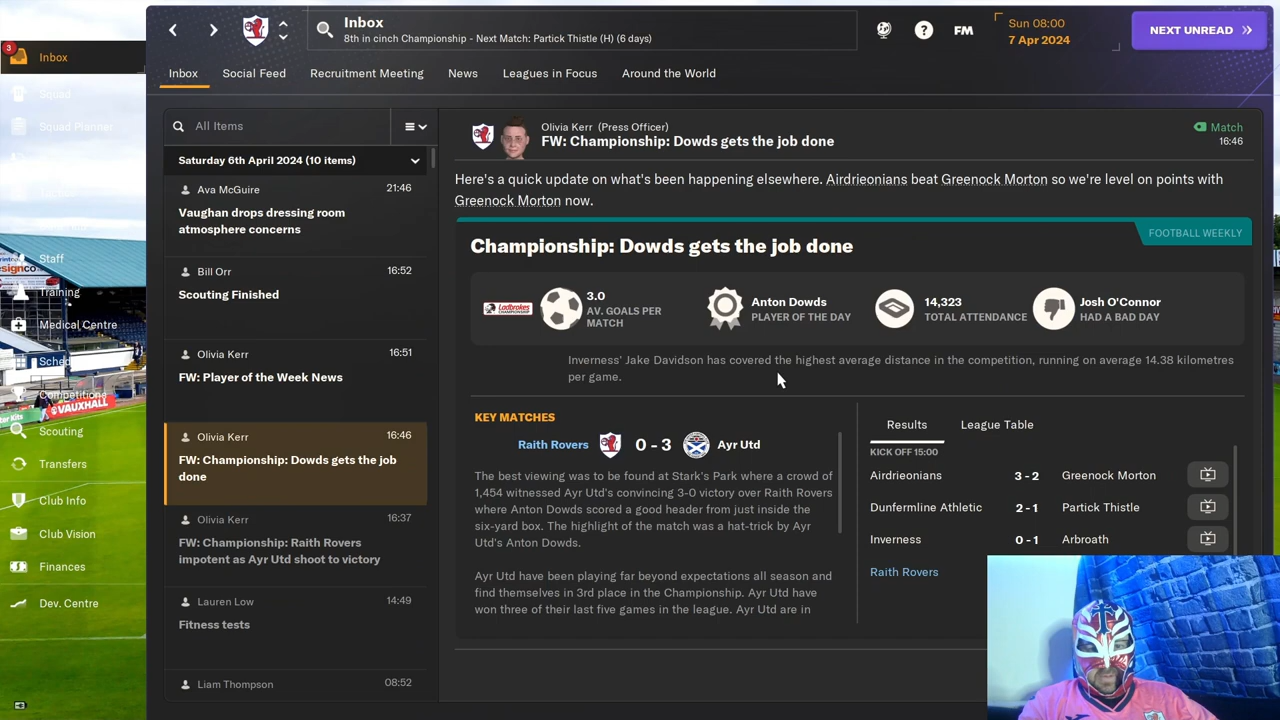 Inbox
8th in cinch Championship - Next Match: Partick Thistle (H) (6 days)
FM
Sun 08:00
7 Apr 2024
NEXT UNREAD
3
Inbox
Squad
Squad Planner
Staff
Training
Medical Centre
Sched
Competitions
Scouting
Transfers
Club Info
Club Vision
Finances
Dev. Centre
signco
Star Kits
VAUXHALL
Inbox
Social Feed
Recruitment Meeting
News
Leagues in Focus
Around the World
All Items
Saturday 6th April 2024 (10 items)
Ava McGuire 21:46
Vaughan drops dressing room
atmosphere concerns
Bill Orr 16:52
Scouting Finished
Olivia Kerr 16:51
FW: Player of the Week News
Olivia Kerr 16:46
FW: Championship: Dowds gets the job
done
Olivia Kerr 16:37
FW: Championship: Raith Rovers
impotent as Ayr Utd shoot to victory
Lauren Low 14:49
Fitness tests
Liam Thompson 08:52
Olivia Kerr (Press Officer)
FW: Championship: Dowds gets the job done
Match
16:46
Here's a quick update on what's been happening elsewhere. Airdrieonians beat Greenock Morton so we're level on points with
Greenock Morton now.
FOOTBALL WEEKLY
Championship: Dowds gets the job done
Ladbrokes
CHAMPIONSHIP
3.0
AV. GOALS PER
MATCH
Anton Dowds
PLAYER OF THE DAY
14,323
TOTAL ATTENDANCE
Josh O'Connor
HAD A BAD DAY
Inverness' Jake Davidson has covered the highest average distance in the competition, running on average 14.38 kilometres
per game.
KEY MATCHES
Raith Rovers 0 - 3 Ayr Utd
The best viewing was to be found at Stark's Park where a crowd of
1,454 witnessed Ayr Utd's convincing 3-0 victory over Raith Rovers
where Anton Dowds scored a good header from just inside the
six-yard box. The highlight of the match was a hat-trick by Ayr
Utd's Anton Dowds.
Ayr Utd have been playing far beyond expectations all season and
find themselves in 3rd place in the Championship. Ayr Utd have
won three of their last five games in the league. Ayr Utd are in
Results
League Table
KICK OFF 15:00
Airdrieonians 3 - 2 Greenock Morton
Dunfermline Athletic 2 - 1 Partick Thistle
Inverness 0 - 1 Arbroath
Raith Rovers